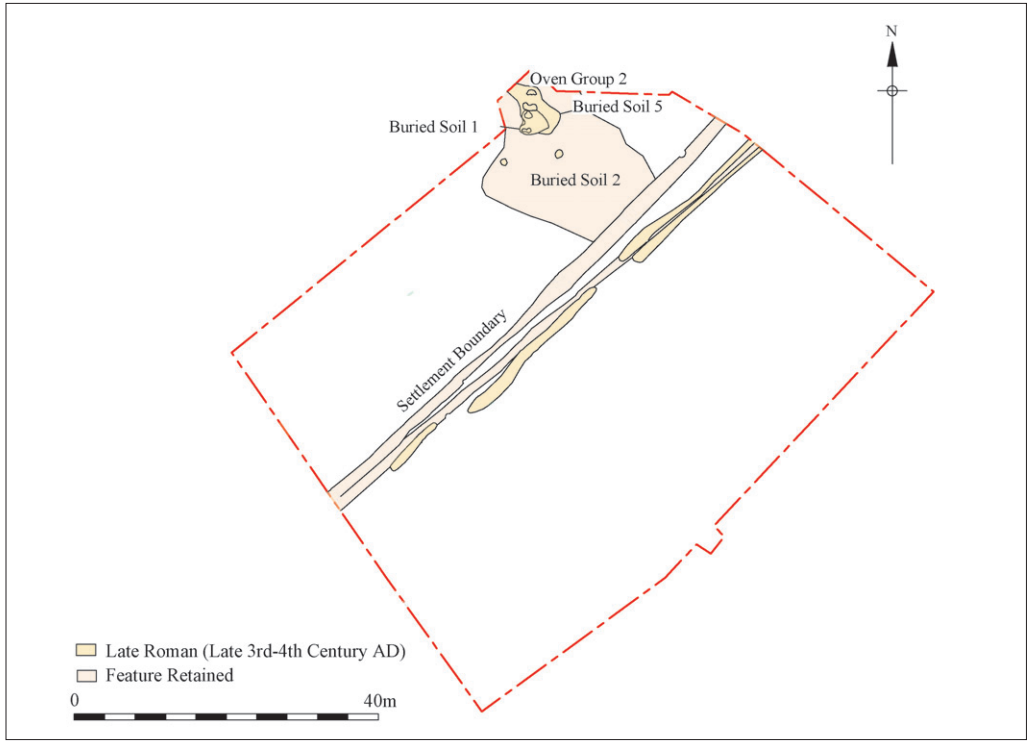 N
Oven Group 2
Buried Soil 5
Buried Soil 1
Buried Soil 2
Settlement Boundary
Late Roman (Late 3rd-4th Century AD)
Feature Retained
0 40m